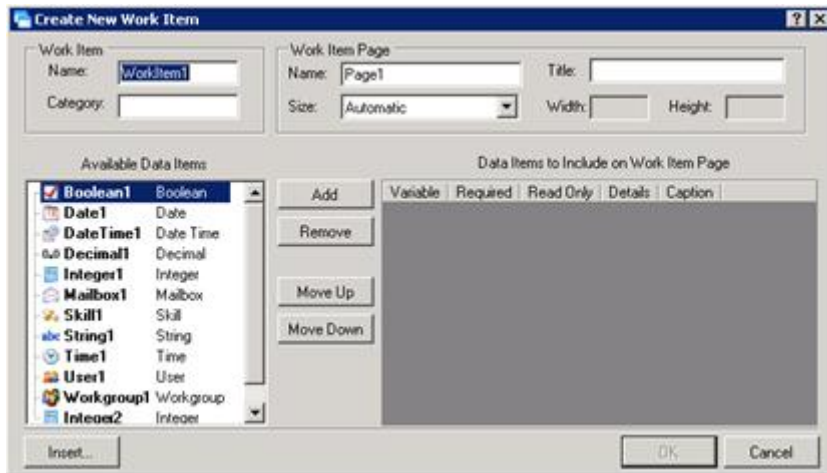 Create New Work Item
Work Item
Name: WorkItem1
Category:
Work Item Page
Name: Page1 Title:
Size: Automatic Width: Height:
Available Data Items
Data Items to Include on Work Item Page
Boolean1 Boolean
Date1 Date
DateTime1 Date Time
Decimal1 Decimal
Integer1 Integer
Mailbox1 Mailbox
Skill1 Skill
abc String1 String
Time1 Time
User1 User
Workgroup1 Workgroup
Integer2 Integer
Add
Remove
Move Up
Move Down
Variable Required Read Only Details Caption
Insert... OK Cancel